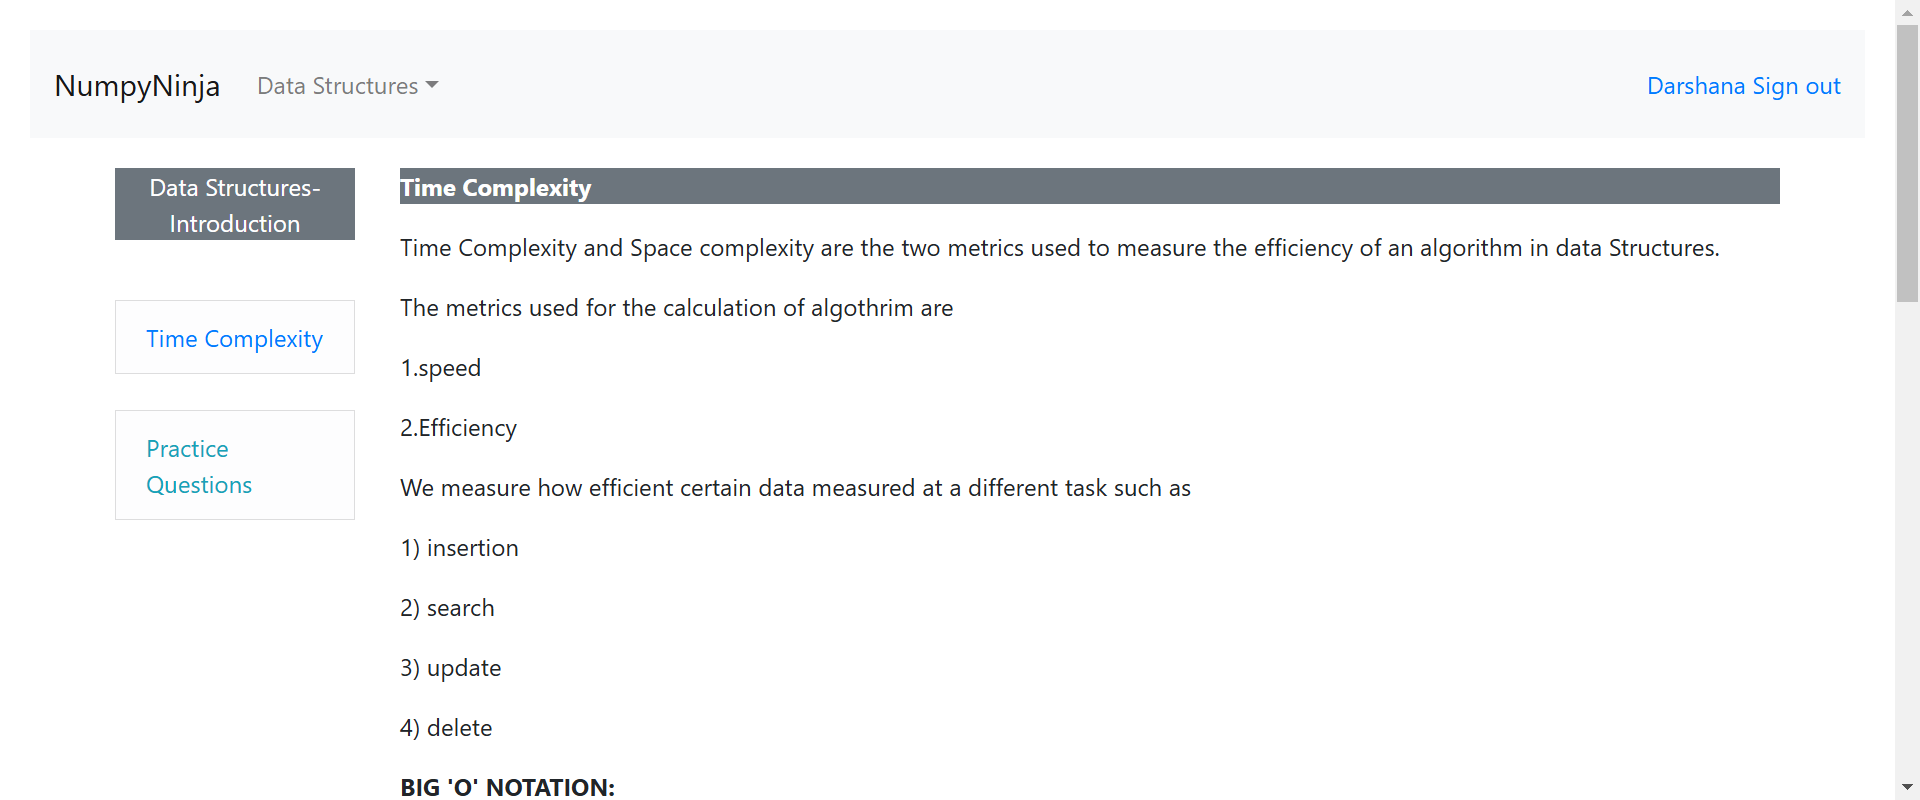 NumpyNinja Data Structures Darshana Sign out
Data Structures-
Introduction
Time Complexity
Practice
Questions
Time Complexity
Time Complexity and Space complexity are the two metrics used to measure the efficiency of an algorithm in data Structures.
The metrics used for the calculation of algothrim are
1.speed
2.Efficiency
We measure how efficient certain data measured at a different task such as
1) insertion
2) search
3) update
4) delete
BIG 'O' NOTATION: